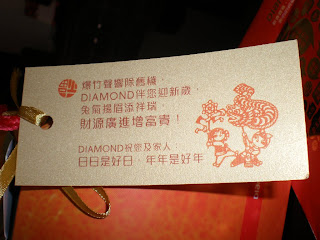 爆竹聲響除舊穢,
DIAMOND伴您迎新歲,
兔氣揚眉添祥瑞,
財源廣進增富貴!
DIAMOND祝您及家人
日日是好日,年年是好年